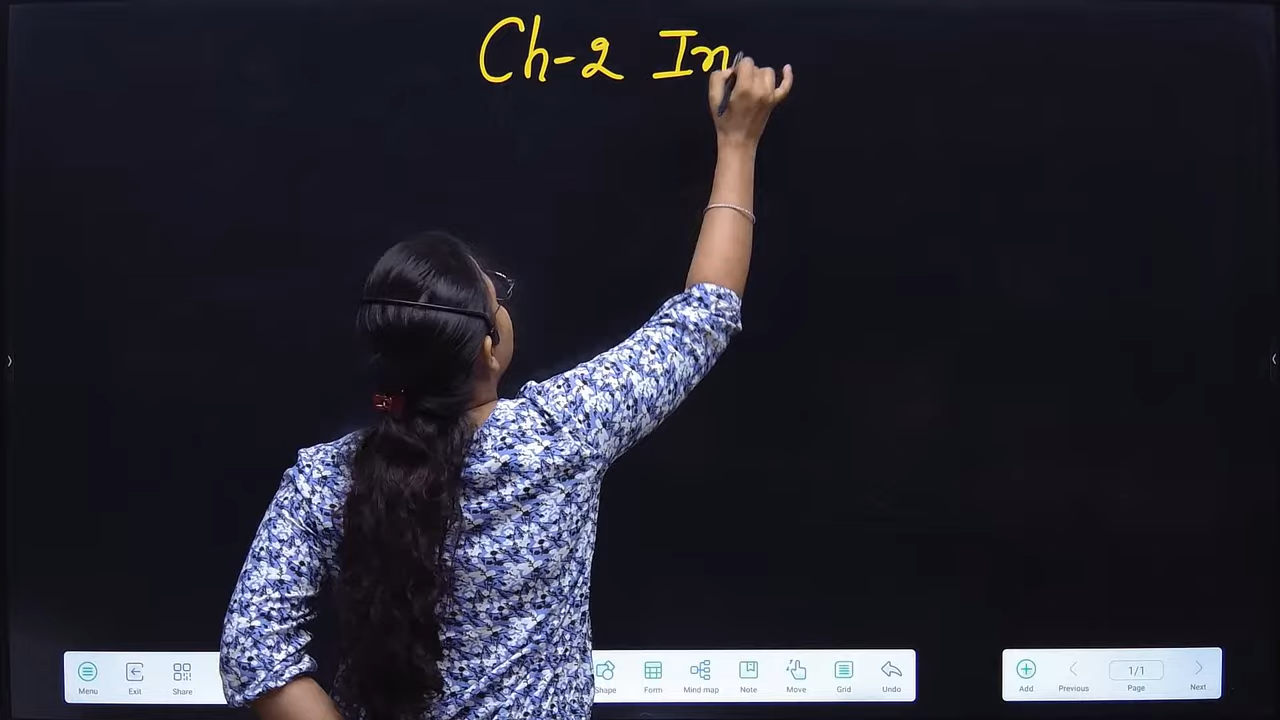 Ch-2 In
Menu Exit Share Shape Form Mind map Note Move Grid Undo
1/1
Add Previous Page Next